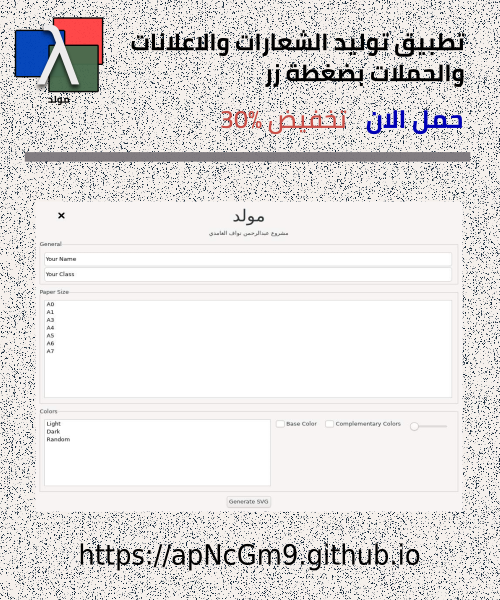 تطبيق توليد الشعارات والاعلانات
والحملات بضغطة زر
حمل الان تخفيض 30%
λ
مولد
×
مولد
مشروع عبدالرحمن نواف الغامدي
General
Your Name
Your Class
Paper Size
A0
A1
A3
A4
A5
A6
A7
Colors
Light
Dark
Random
Base Color Complementary Colors
Generate SVG
https://apNcGm9.github.io